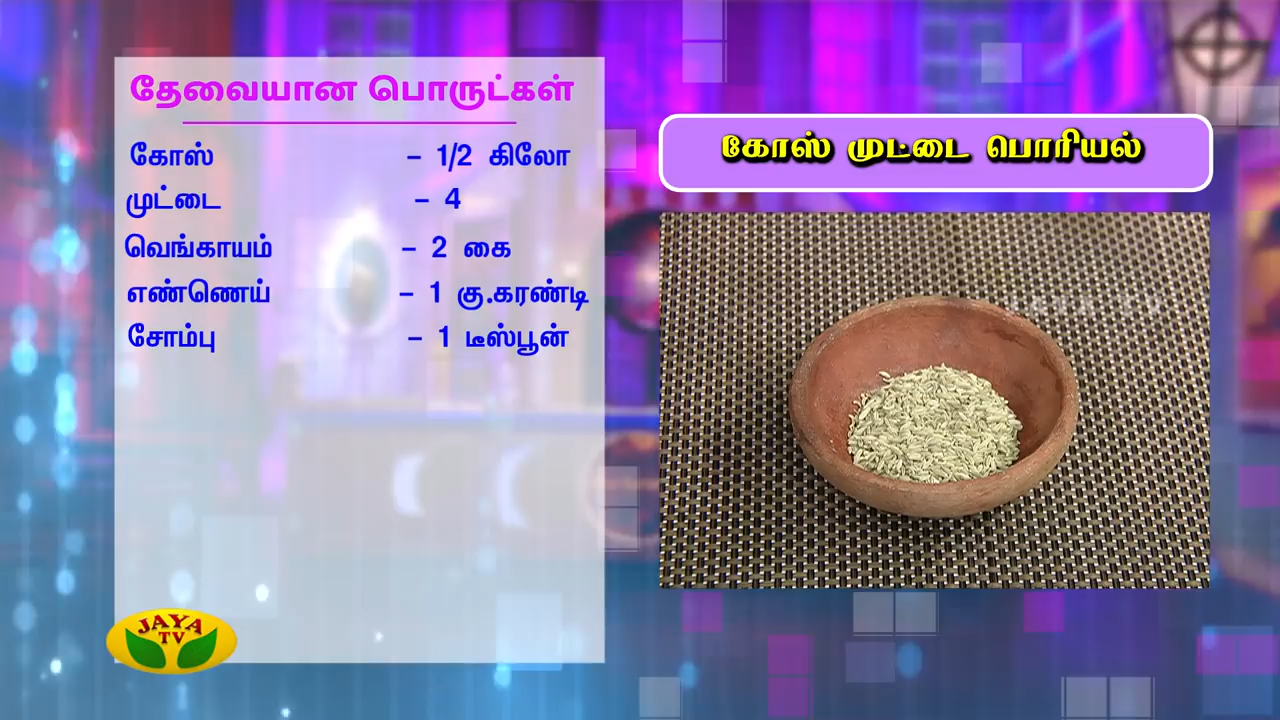 தேவையான பொருட்கள்
கோஸ் – 1/2 கிலோ
முட்டை – 4
வெங்காயம் – 2 கை
எண்ணெய் – 1 கு.கரண்டி
சோம்பு – 1 டீஸ்பூன்
கோஸ் முட்டை பொரியல்
JAYA
TV